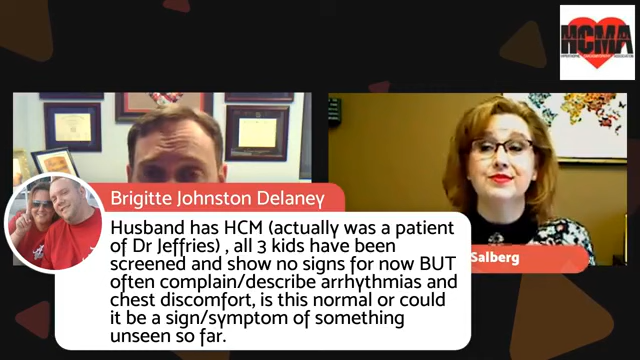 HCMA
Brigitte Johnston Delaney
Husband has HCM (actually was a patient
of Dr Jeffries) , all 3 kids have been
screened and show no signs for now BUT
often complain/describe arrhythmias and
chest discomfort, is this normal or could
it be a sign/symptom of something
unseen so far.
Salberg